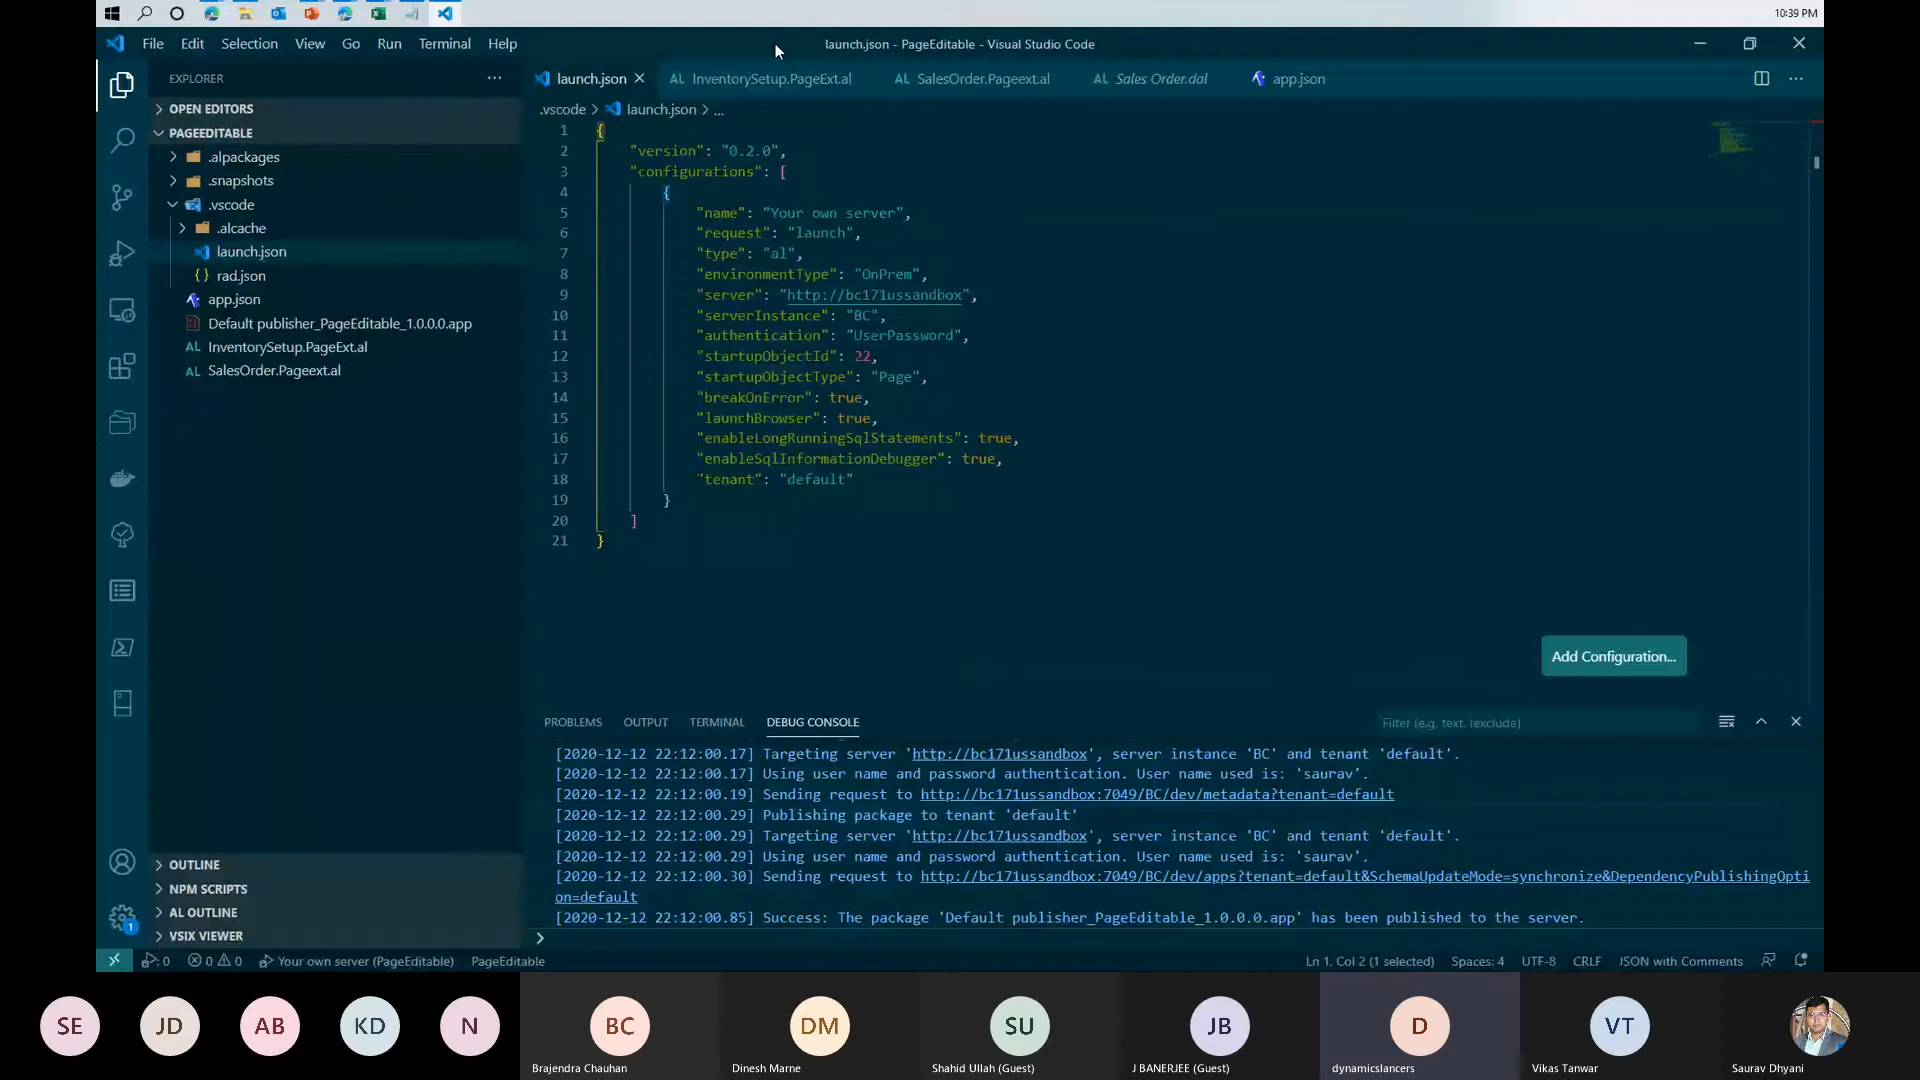 10:39 PM
File Edit Selection View Go Run Terminal Help
launch.json - PageEditable - Visual Studio Code
EXPLORER
OPEN EDITORS
PAGEEDITABLE
.alpackages
.snapshots
.vscode
.alcache
launch.json
{} rad.json
app.json
Default publisher_PageEditable_1.0.0.0.app
AL InventorySetup.PageExt.al
AL SalesOrder.Pageext.al
OUTLINE
NPM SCRIPTS
AL OUTLINE
VSIX VIEWER
launch.json AL InventorySetup.PageExt.al AL SalesOrder.Pageext.al AL Sales Order.dal app.json
.vscode > launch.json > ...
1 {
2 "version": "0.2.0",
3 "configurations": [
4 {
5 "name": "Your own server",
6 "request": "launch",
7 "type": "al",
8 "environmentType": "OnPrem",
9 "server": "http://bc171ussandbox",
10 "serverInstance": "BC",
11 "authentication": "UserPassword",
12 "startupObjectId": 22,
13 "startupObjectType": "Page",
14 "breakOnError": true,
15 "launchBrowser": true,
16 "enableLongRunningSqlStatements": true,
17 "enableSqlInformationDebugger": true,
18 "tenant": "default"
19 }
20 ]
21 }
Add Configuration...
PROBLEMS OUTPUT TERMINAL DEBUG CONSOLE
Filter (e.g. text, !exclude)
[2020-12-12 22:12:00.17] Targeting server 'http://bc171ussandbox', server instance 'BC' and tenant 'default'.
[2020-12-12 22:12:00.17] Using user name and password authentication. User name used is: 'saurav'.
[2020-12-12 22:12:00.19] Sending request to http://bc171ussandbox:7049/BC/dev/metadata?tenant=default
[2020-12-12 22:12:00.29] Publishing package to tenant 'default'
[2020-12-12 22:12:00.29] Targeting server 'http://bc171ussandbox', server instance 'BC' and tenant 'default'.
[2020-12-12 22:12:00.29] Using user name and password authentication. User name used is: 'saurav'.
[2020-12-12 22:12:00.30] Sending request to http://bc171ussandbox:7049/BC/dev/apps?tenant=default&SchemaUpdateMode=synchronize&DependencyPublishingOpti
on=default
[2020-12-12 22:12:00.85] Success: The package 'Default publisher_PageEditable_1.0.0.0.app' has been published to the server.
1
0 0 0 Your own server (PageEditable) PageEditable
Ln 1, Col 2 (1 selected) Spaces: 4 UTF-8 CRLF JSON with Comments
SE JD AB KD N BC DM SU JB D VT
Brajendra Chauhan Dinesh Marne Shahid Ullah (Guest) J BANERJEE (Guest) dynamicslancers Vikas Tanwar Saurav Dhyani